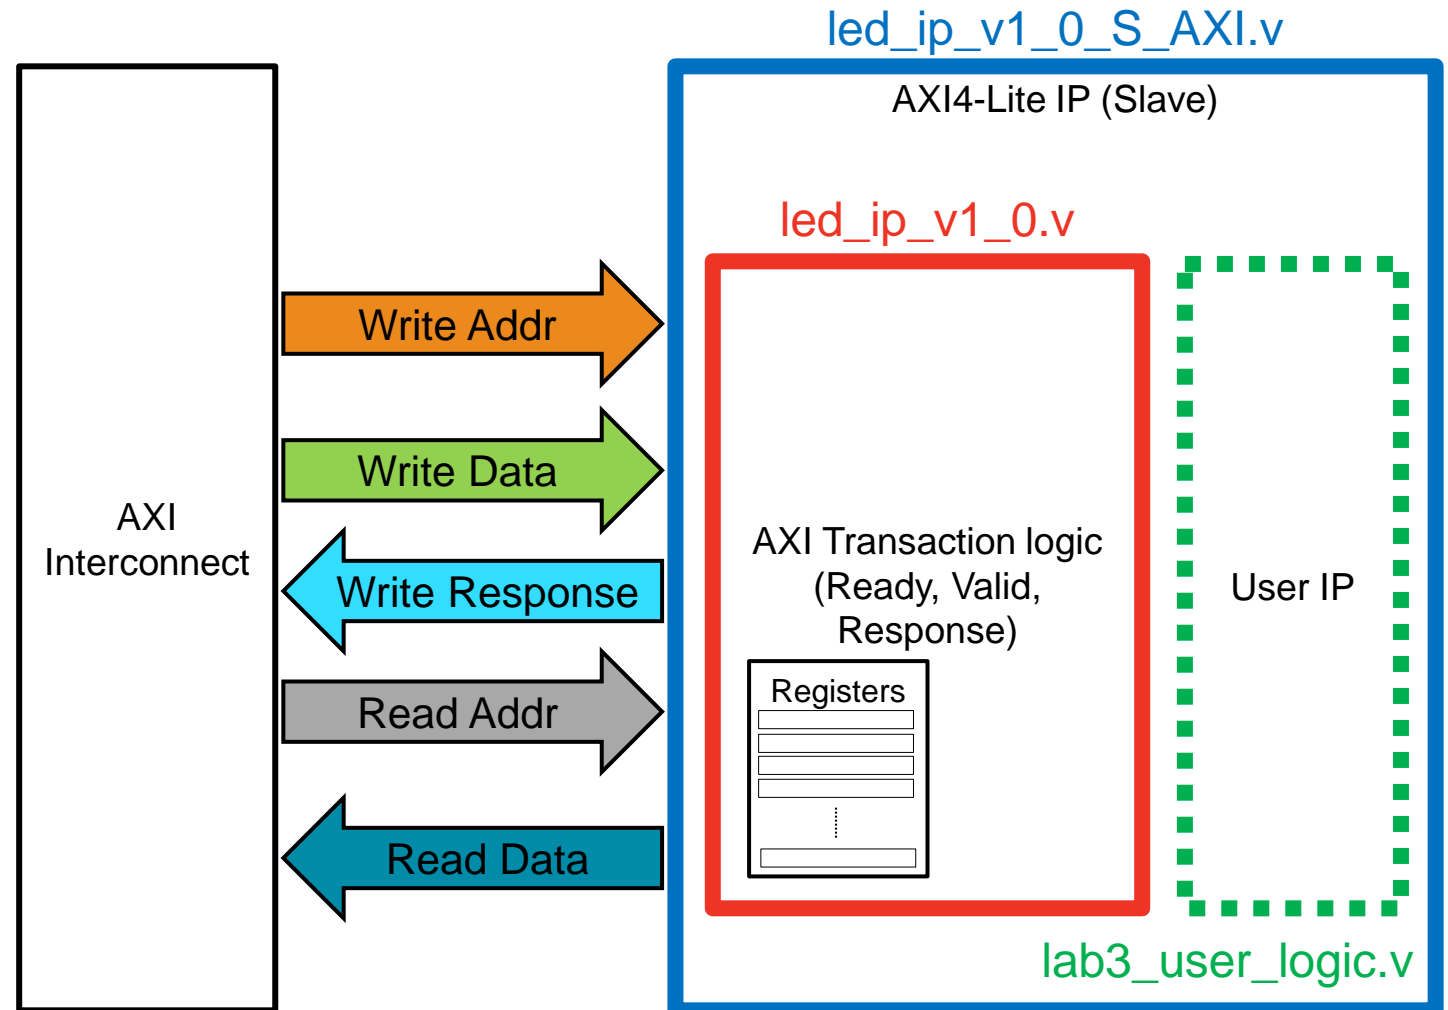 led_ip_v1_0_S_AXI.v
AXI4-Lite IP (Slave)
led_ip_v1_0.v
Write Addr
Write Data
Write Response
Read Addr
Read Data
AXI
Interconnect
AXI Transaction logic
(Ready, Valid,
Response)
Registers
User IP
lab3_user_logic.v